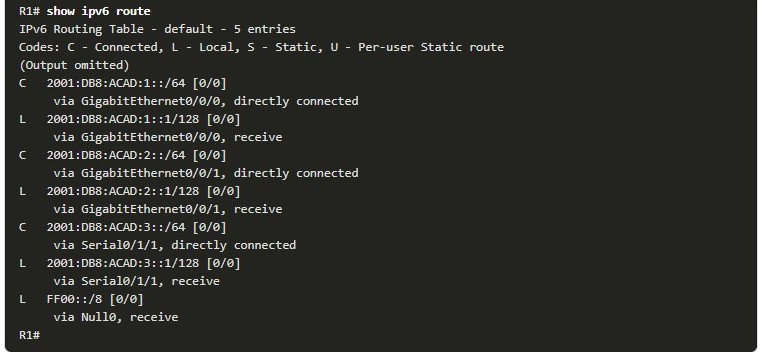 R1# show ipv6 route
IPv6 Routing Table - default - 5 entries
Codes: C - Connected, L - Local, S - Static, U - Per-user Static route
(Output omitted)
C   2001:DB8:ACAD:1::/64 [0/0]
     via GigabitEthernet0/0/0, directly connected
L   2001:DB8:ACAD:1::1/128 [0/0]
     via GigabitEthernet0/0/0, receive
C   2001:DB8:ACAD:2::/64 [0/0]
     via GigabitEthernet0/0/1, directly connected
L   2001:DB8:ACAD:2::1/128 [0/0]
     via GigabitEthernet0/0/1, receive
C   2001:DB8:ACAD:3::/64 [0/0]
     via Serial0/1/1, directly connected
L   2001:DB8:ACAD:3::1/128 [0/0]
     via Serial0/1/1, receive
L   FF00::/8 [0/0]
     via Null0, receive
R1#